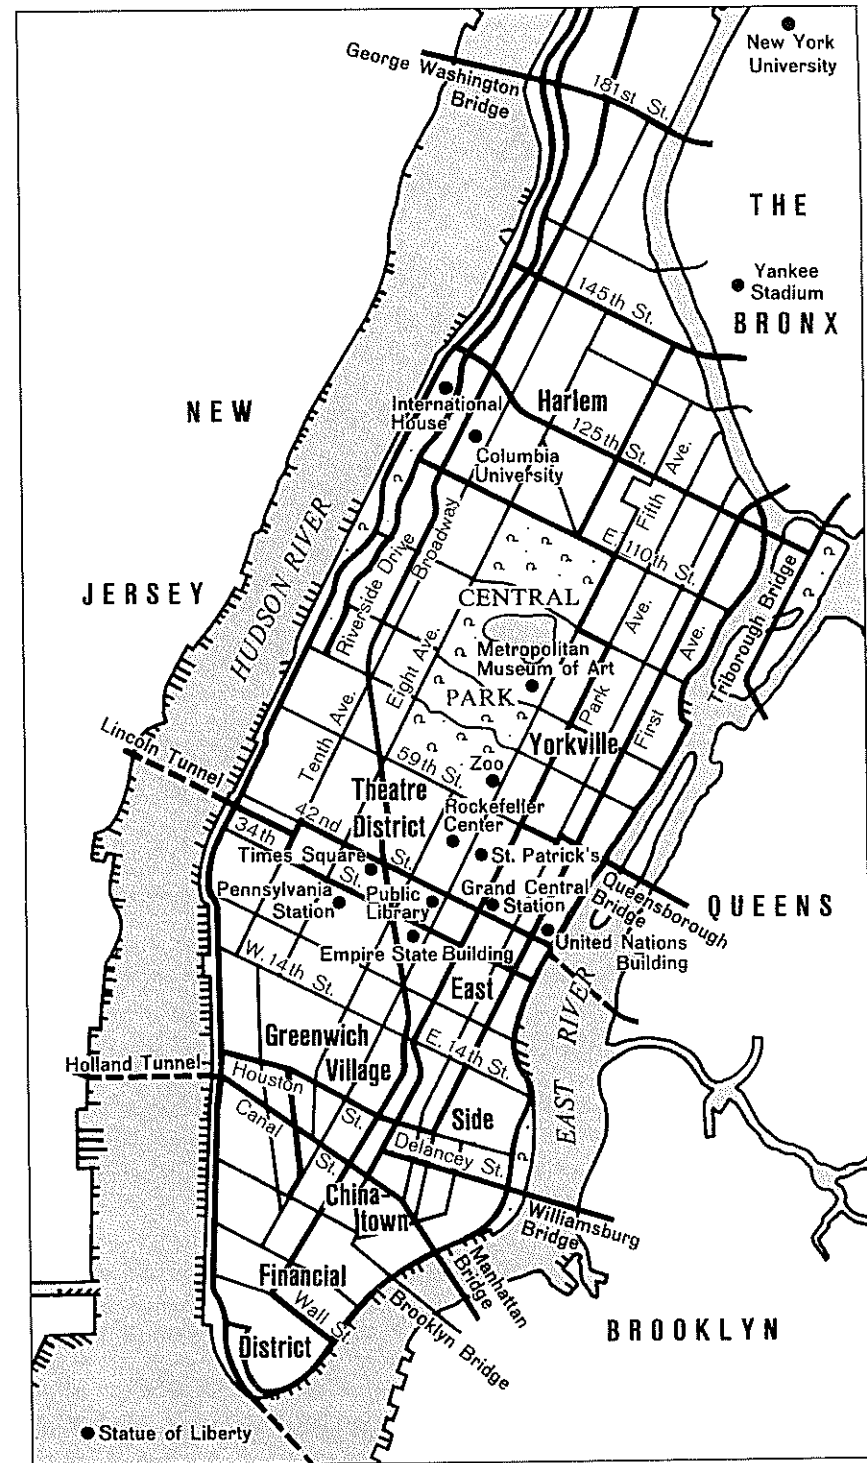 New York
University
George Washington
Bridge
181st St.
THE
Yankee
Stadium
BRONX
145th St.
NEW
International
House
Harlem
125th St.
Columbia
University
Fifth Ave.
HUDSON RIVER
Broadway
Riverside Drive
E. 110th St.
JERSEY
CENTRAL
Triborough Bridge
Metropolitan
Museum of Art
Eight Ave.
Park Ave.
First Ave.
PARK
Lincoln Tunnel
Tenth Ave.
59th St.
Yorkville
Zoo
Theatre
District
Rockefeller
Center
42nd St.
34th St.
Times Square
St. Patrick's
Pennsylvania
Station
Public
Library
Grand Central
Station
Queensborough
Bridge
QUEENS
Empire State Building
United Nations
Building
W. 14th St.
East
Greenwich
Village
E. 14th St.
EAST RIVER
Holland Tunnel
Houston St.
Side
Canal St.
Delancey St.
China-
town
Williamsburg
Bridge
Manhattan
Bridge
Financial
Wall St.
Brooklyn Bridge
BROOKLYN
District
Statue of Liberty